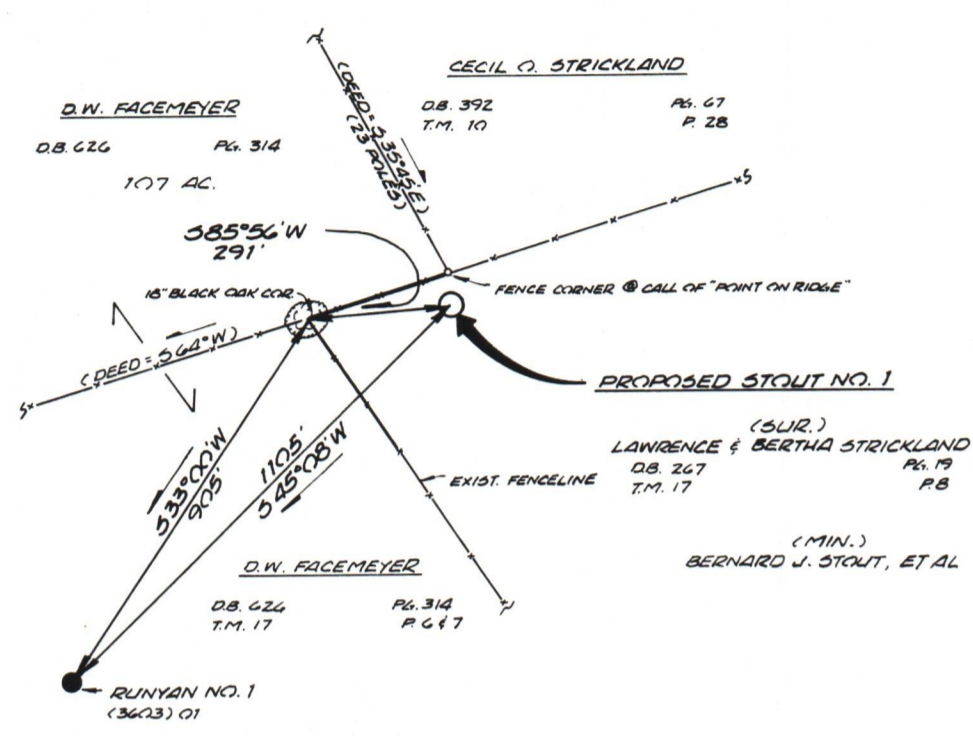 CECIL O. STRICKLAND
D.B. 392 PG. 67
T.M. 10 P. 28
D.W. FACEMEYER
D.B. 626 PG. 314
107 AC.
(DEED = S 35°45'E)
(23 POLES)
S
S85°56'W
291'
18" BLACK OAK COR.
FENCE CORNER @ CALL OF "POINT ON RIDGE"
(DEED = S 64°W)
S
PROPOSED STOUT NO. 1
(SUR.)
LAWRENCE & BERTHA STRICKLAND
D.B. 267 PG. 19
T.M. 17 P. 8
S33°00'W
905'
1105'
S 45°08'W
EXIST. FENCELINE
(MIN.)
BERNARD J. STOUT, ET AL
D.W. FACEMEYER
D.B. 626 PG. 314
T.M. 17 P. 6 & 7
RUNYAN NO. 1
(3603) 01